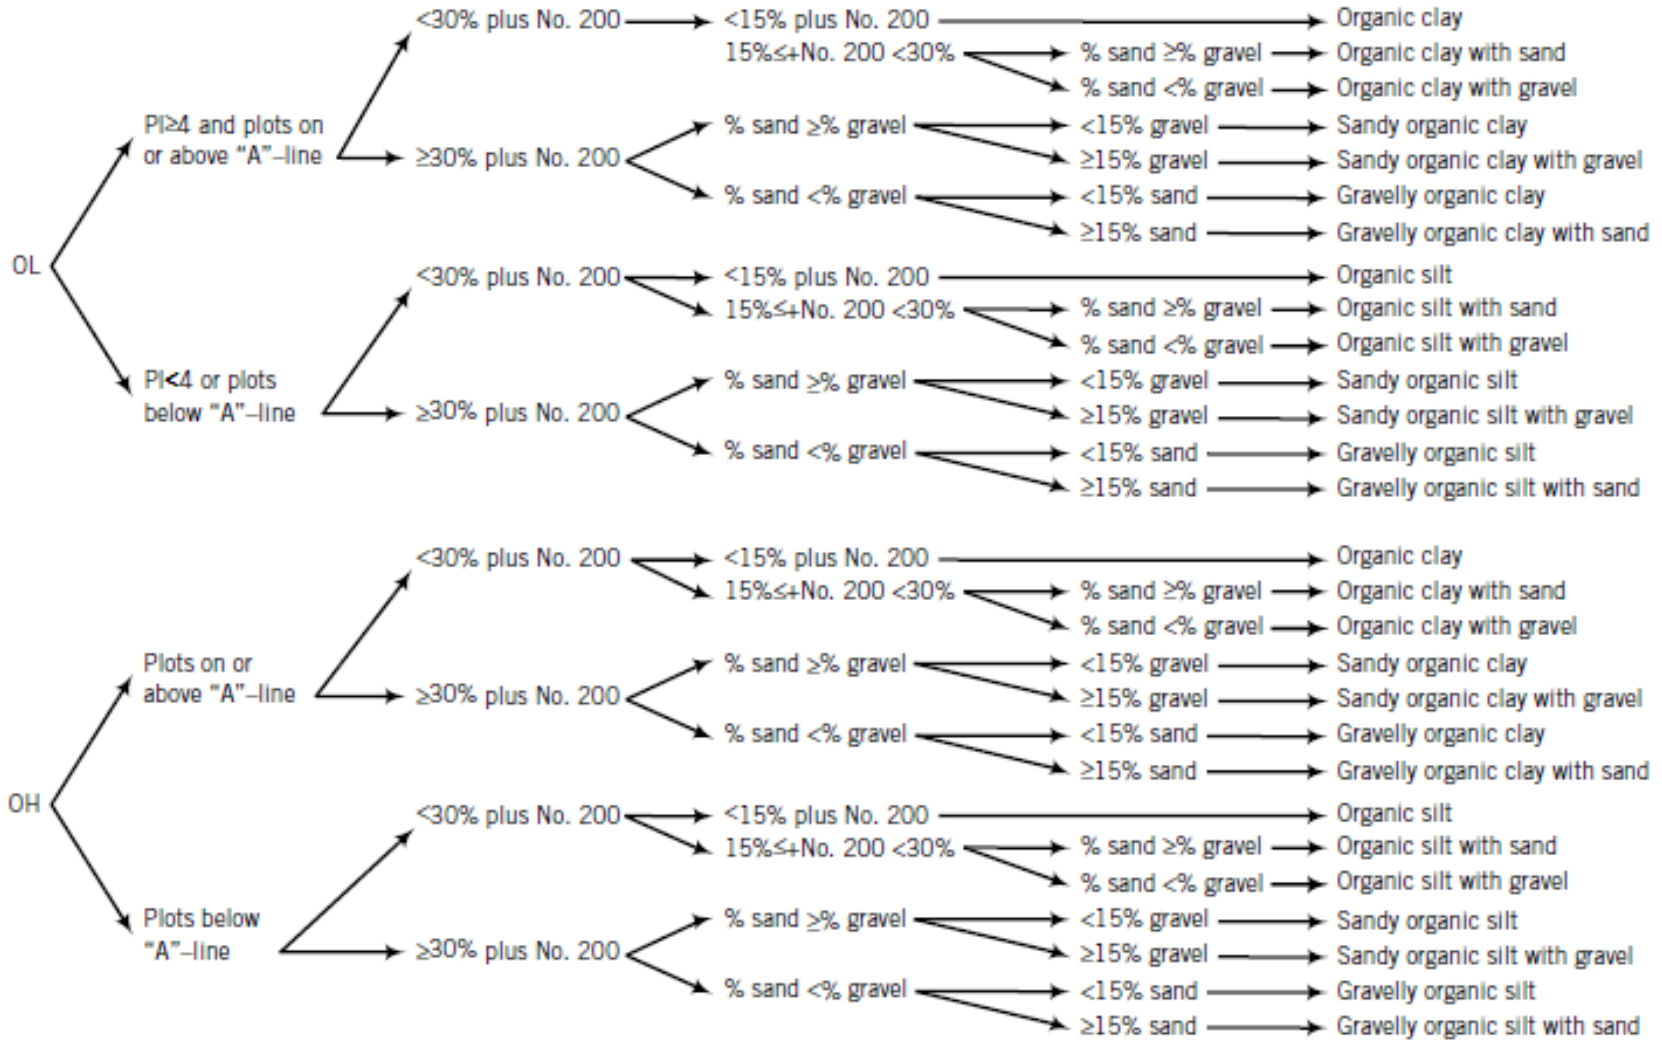 <30% plus No. 200 <15% plus No. 200 Organic clay
15%≤+No. 200 <30% % sand ≥% gravel Organic clay with sand
% sand <% gravel Organic clay with gravel
PI≥4 and plots on % sand ≥% gravel <15% gravel Sandy organic clay
or above “A”–line ≥30% plus No. 200 ≥15% gravel Sandy organic clay with gravel
% sand <% gravel <15% sand Gravelly organic clay
≥15% sand Gravelly organic clay with sand
OL
<30% plus No. 200 <15% plus No. 200 Organic silt
15%≤+No. 200 <30% % sand ≥% gravel Organic silt with sand
% sand <% gravel Organic silt with gravel
PI<4 or plots % sand ≥% gravel <15% gravel Sandy organic silt
below “A”–line ≥30% plus No. 200 ≥15% gravel Sandy organic silt with gravel
% sand <% gravel <15% sand Gravelly organic silt
≥15% sand Gravelly organic silt with sand
<30% plus No. 200 <15% plus No. 200 Organic clay
15%≤+No. 200 <30% % sand ≥% gravel Organic clay with sand
% sand <% gravel Organic clay with gravel
Plots on or % sand ≥% gravel <15% gravel Sandy organic clay
above “A”–line ≥30% plus No. 200 ≥15% gravel Sandy organic clay with gravel
% sand <% gravel <15% sand Gravelly organic clay
≥15% sand Gravelly organic clay with sand
OH
<30% plus No. 200 <15% plus No. 200 Organic silt
15%≤+No. 200 <30% % sand ≥% gravel Organic silt with sand
% sand <% gravel Organic silt with gravel
Plots below % sand ≥% gravel <15% gravel Sandy organic silt
“A”–line ≥30% plus No. 200 ≥15% gravel Sandy organic silt with gravel
% sand <% gravel <15% sand Gravelly organic silt
≥15% sand Gravelly organic silt with sand